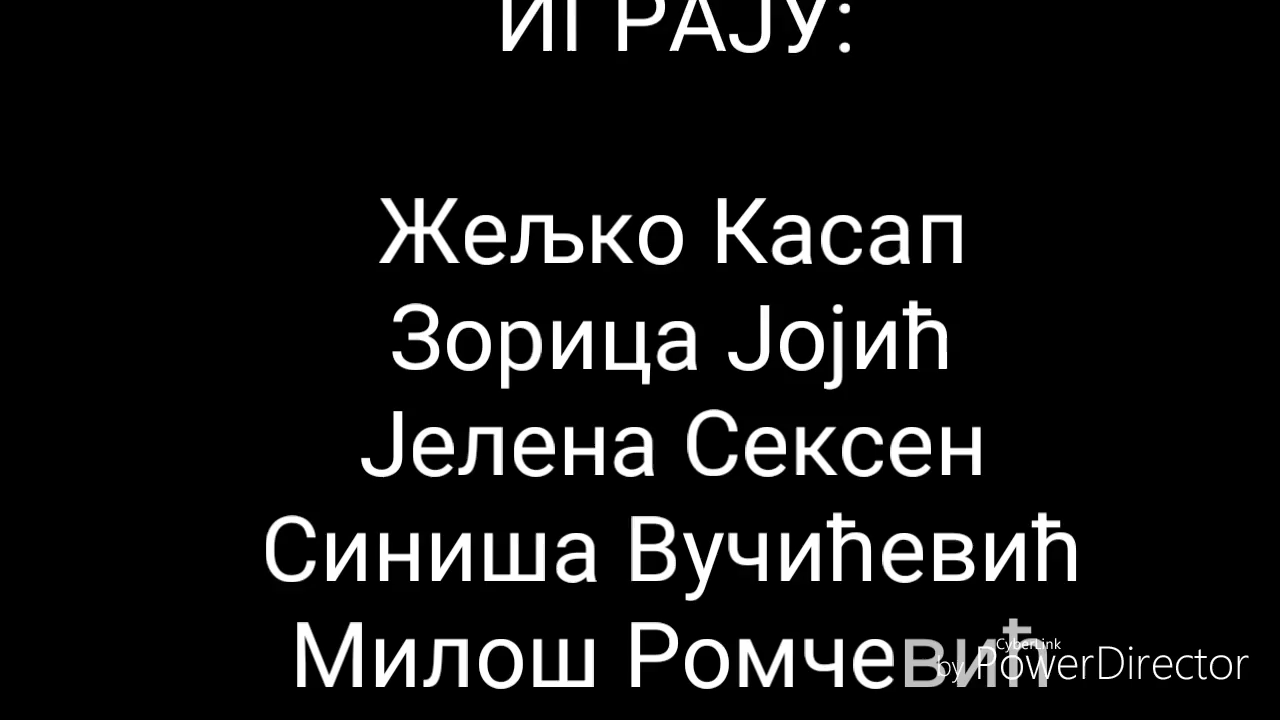 ИГРАЈУ:
Жељко Касап
Зорица Јојић
Јелена Сексен
Синиша Вучићевић
Милош Ромчевић
CyberLink
by PowerDirector